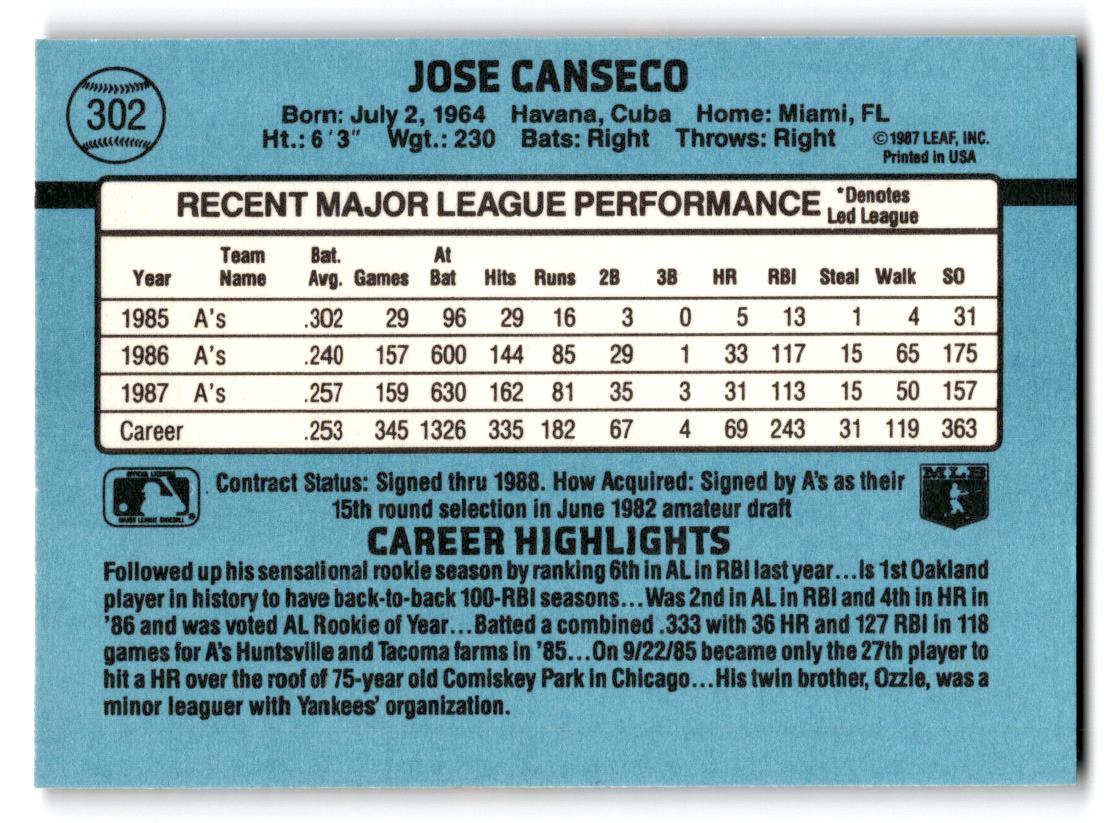 302
JOSE CANSECO
Born: July 2, 1964 Havana, Cuba Home: Miami, FL
Ht.: 6'3" Wgt.: 230 Bats: Right Throws: Right
©1987 LEAF, INC.
Printed in USA
RECENT MAJOR LEAGUE PERFORMANCE
*Denotes
Led League
Year Team Name Bat. Avg. Games At Bat Hits Runs 2B 3B HR RBI Steal Walk SO
1985 A's .302 29 96 29 16 3 0 5 13 1 4 31
1986 A's .240 157 600 144 85 29 1 33 117 15 65 175
1987 A's .257 159 630 162 81 35 3 31 113 15 50 157
Career .253 345 1326 335 182 67 4 69 243 31 119 363
MLB
Contract Status: Signed thru 1988. How Acquired: Signed by A's as their
15th round selection in June 1982 amateur draft
MAJOR LEAGUE BASEBALL
CAREER HIGHLIGHTS
Followed up his sensational rookie season by ranking 6th in AL in RBI last year...Is 1st Oakland
player in history to have back-to-back 100-RBI seasons...Was 2nd in AL in RBI and 4th in HR in
'86 and was voted AL Rookie of Year...Batted a combined .333 with 36 HR and 127 RBI in 118
games for A's Huntsville and Tacoma farms in '85...On 9/22/85 became only the 27th player to
hit a HR over the roof of 75-year old Comiskey Park in Chicago...His twin brother, Ozzie, was a
minor leaguer with Yankees' organization.